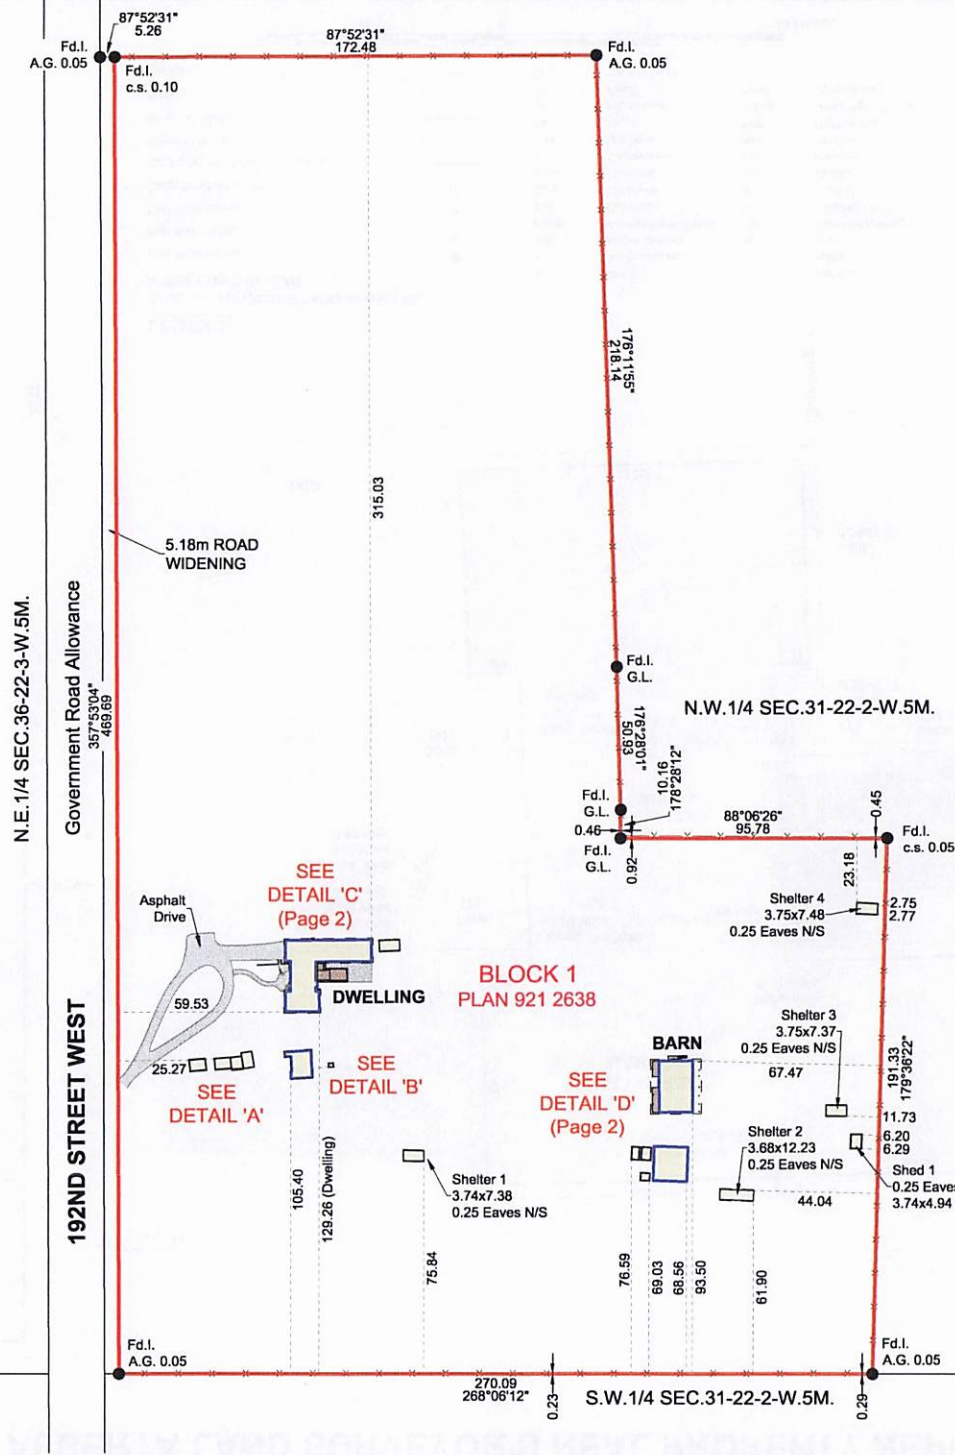 87°52'31"
5.26
Fd.I.
A.G. 0.05
Fd.I.
c.s. 0.10
87°52'31"
172.48
Fd.I.
A.G. 0.05
176°11'55"
218.14
315.03
5.18m ROAD
WIDENING
N.E.1/4 SEC.36-22-3-W.5M.
Government Road Allowance
357°53'04"
469.69
Fd.I.
G.L.
N.W.1/4 SEC.31-22-2-W.5M.
176°28'01"
50.93
10.16
178°28'12"
Fd.I.
G.L.
0.46
Fd.I.
G.L.
0.92
88°06'26"
95.78
0.45
Fd.I.
c.s. 0.05
23.18
SEE
DETAIL 'C'
(Page 2)
Asphalt
Drive
Shelter 4
3.75x7.48
0.25 Eaves N/S
2.75
2.77
BLOCK 1
PLAN 921 2638
DWELLING
59.53
192ND STREET WEST
Shelter 3
3.75x7.37
0.25 Eaves N/S
BARN
67.47
191.33
179°36'22"
25.27
SEE
DETAIL 'A'
SEE
DETAIL 'B'
SEE
DETAIL 'D'
(Page 2)
11.73
Shelter 2
3.68x12.23
0.25 Eaves N/S
6.20
6.29
Shed 1
0.25 Eaves
3.74x4.94
44.04
Shelter 1
3.74x7.38
0.25 Eaves N/S
105.40
129.26 (Dwelling)
75.84
76.59
69.03
68.56
93.50
61.90
Fd.I.
A.G. 0.05
Fd.I.
A.G. 0.05
270.09
268°06'12"
0.23
S.W.1/4 SEC.31-22-2-W.5M.
0.29